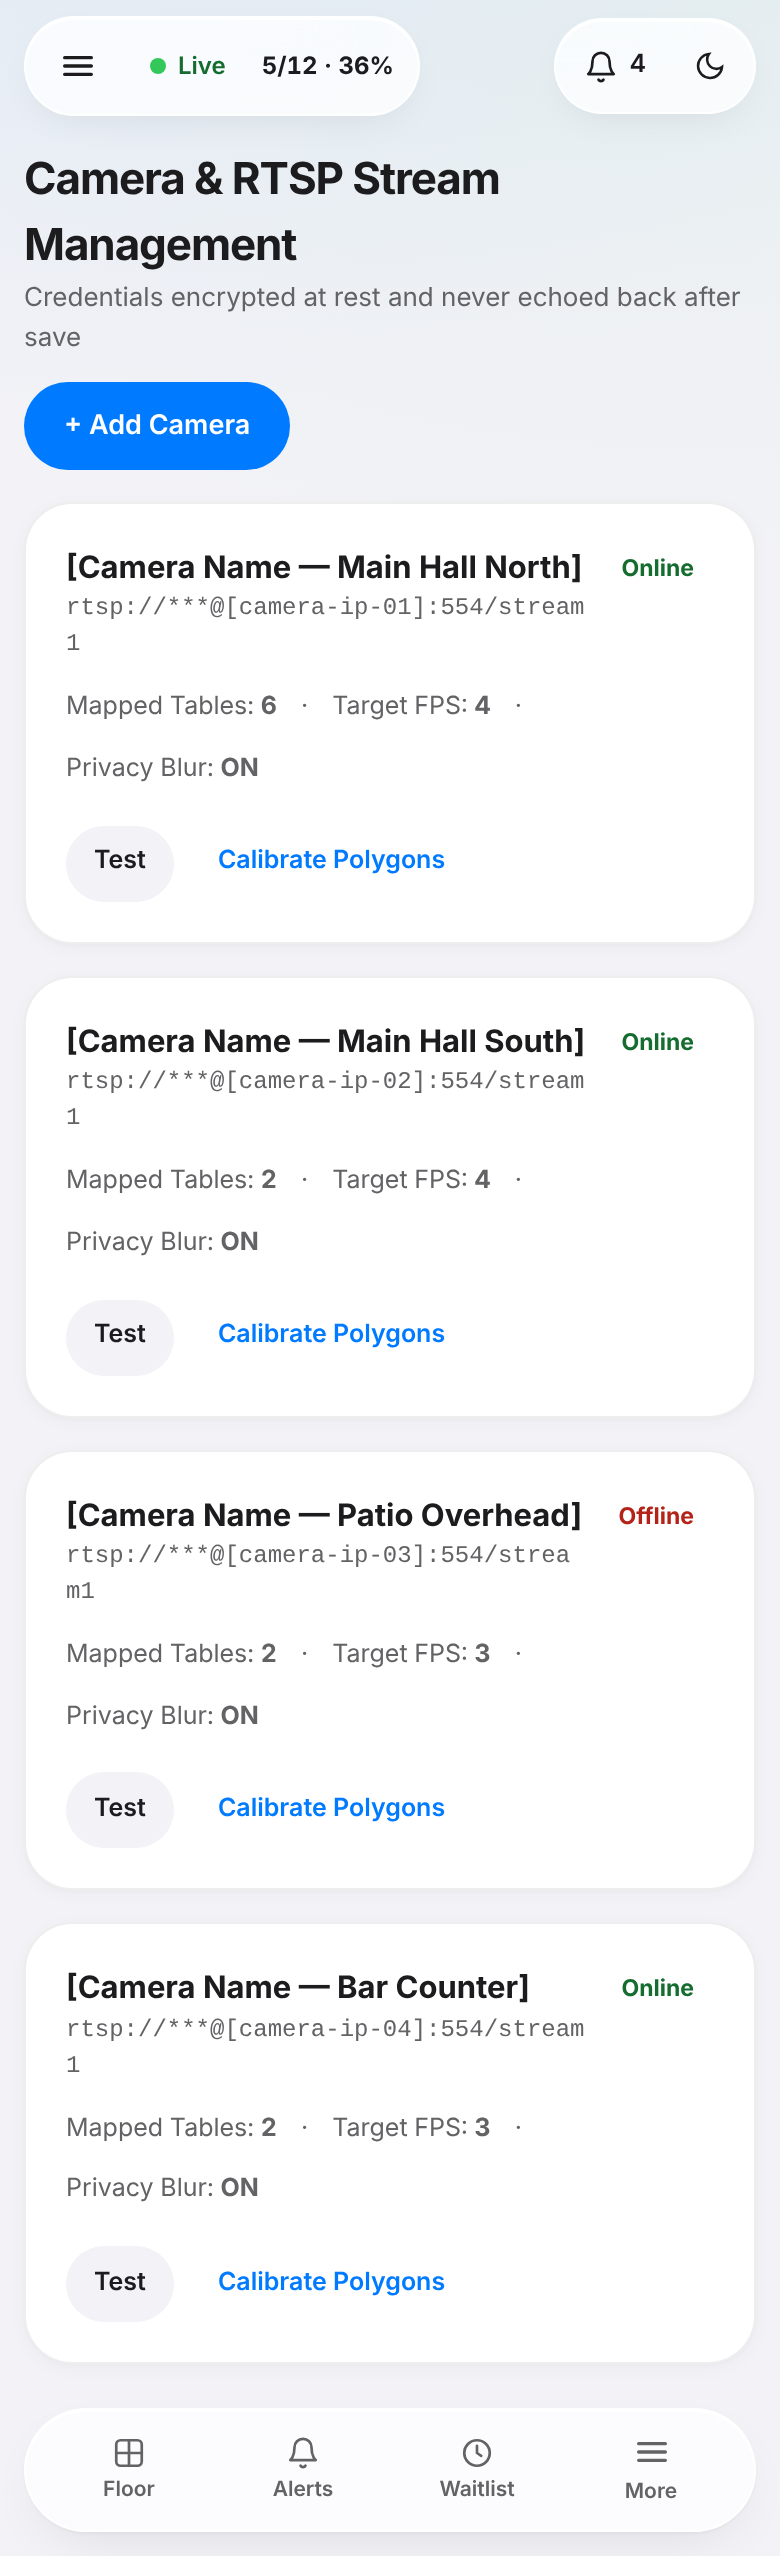 Live 5/12 · 36% 4
Camera & RTSP Stream
Management
Credentials encrypted at rest and never echoed back after
save
+ Add Camera
[Camera Name — Main Hall North] Online
rtsp://***@[camera-ip-01]:554/stream
1
Mapped Tables: 6 · Target FPS: 4 ·
Privacy Blur: ON
Test Calibrate Polygons
[Camera Name — Main Hall South] Online
rtsp://***@[camera-ip-02]:554/stream
1
Mapped Tables: 2 · Target FPS: 4 ·
Privacy Blur: ON
Test Calibrate Polygons
[Camera Name — Patio Overhead] Offline
rtsp://***@[camera-ip-03]:554/strea
m1
Mapped Tables: 2 · Target FPS: 3 ·
Privacy Blur: ON
Test Calibrate Polygons
[Camera Name — Bar Counter] Online
rtsp://***@[camera-ip-04]:554/stream
1
Mapped Tables: 2 · Target FPS: 3 ·
Privacy Blur: ON
Test Calibrate Polygons
Floor Alerts Waitlist More